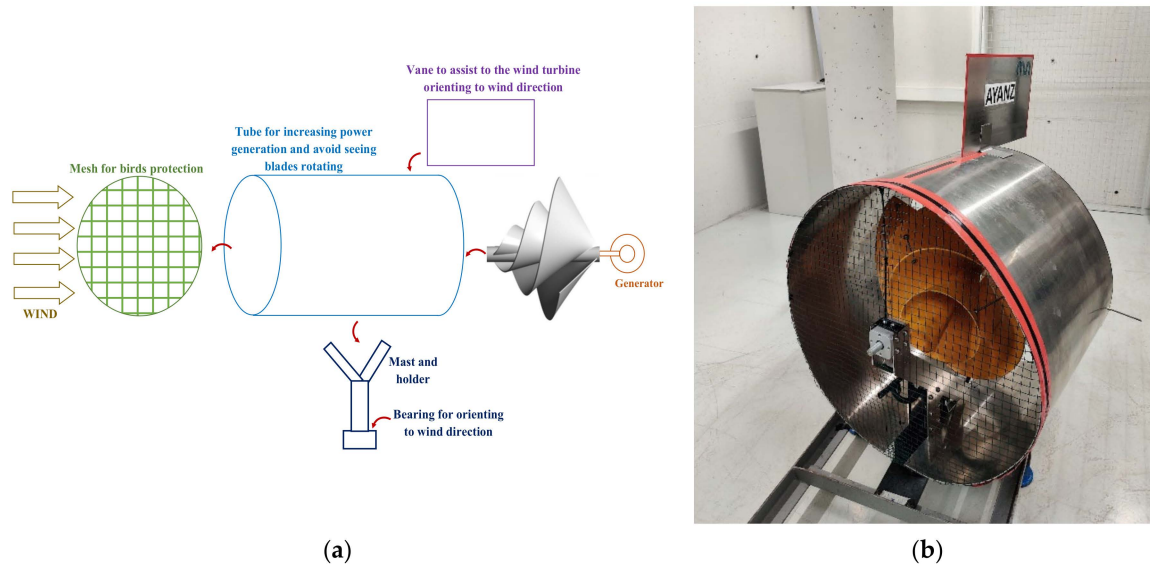 Vane to assist to the wind turbine
orienting to wind direction
Tube for increasing power
generation and avoid seeing
blades rotating
Mesh for birds protection
WIND
Generator
Mast and
holder
Bearing for orienting
to wind direction
AYANZ
(a)
(b)